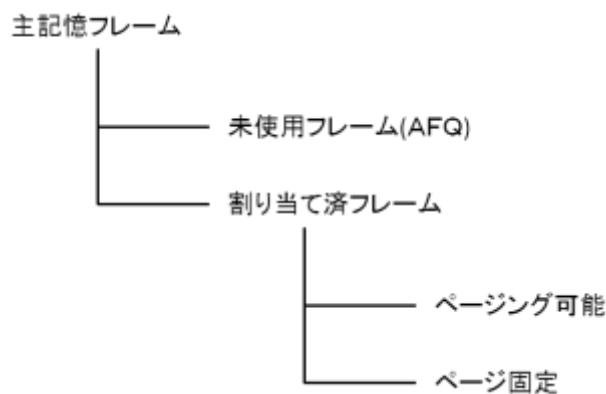 主記憶フレーム
未使用フレーム(AFQ)
割り当て済フレーム
ページング可能
ページ固定